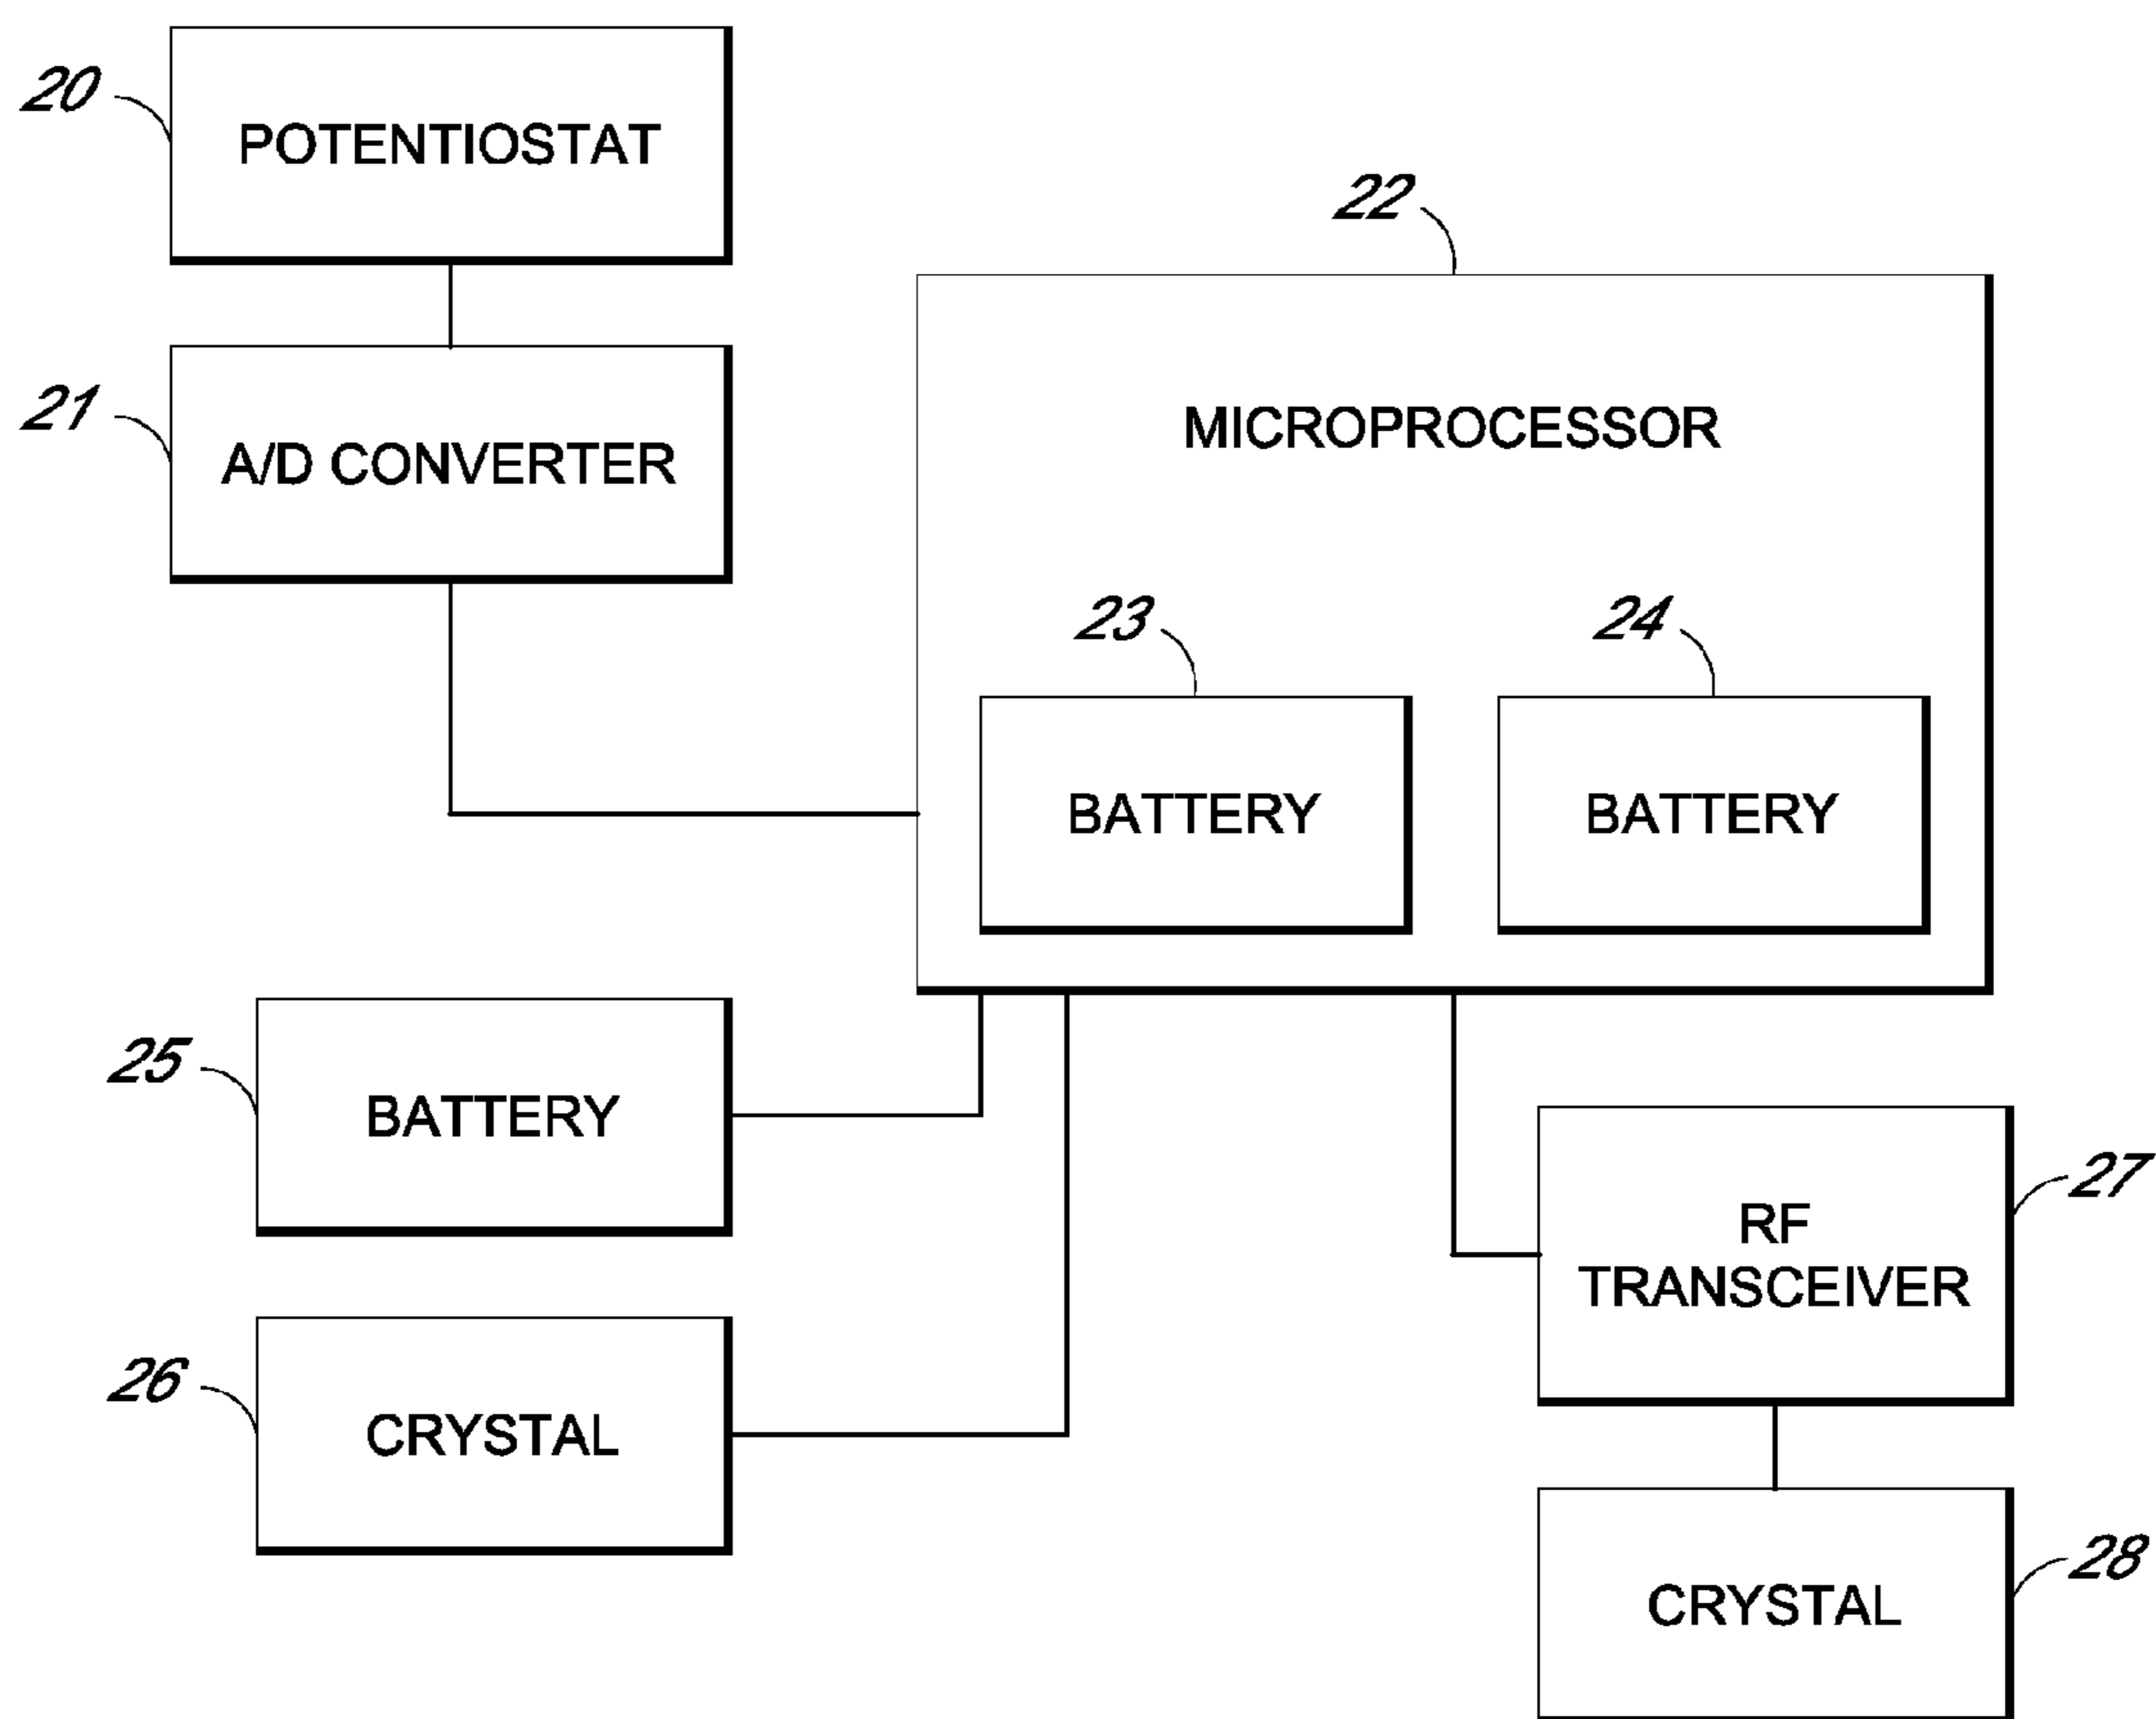 20
POTENTIOSTAT
21
A/D CONVERTER
22
MICROPROCESSOR
23
BATTERY
24
BATTERY
25
BATTERY
26
CRYSTAL
27
RF
TRANSCEIVER
28
CRYSTAL